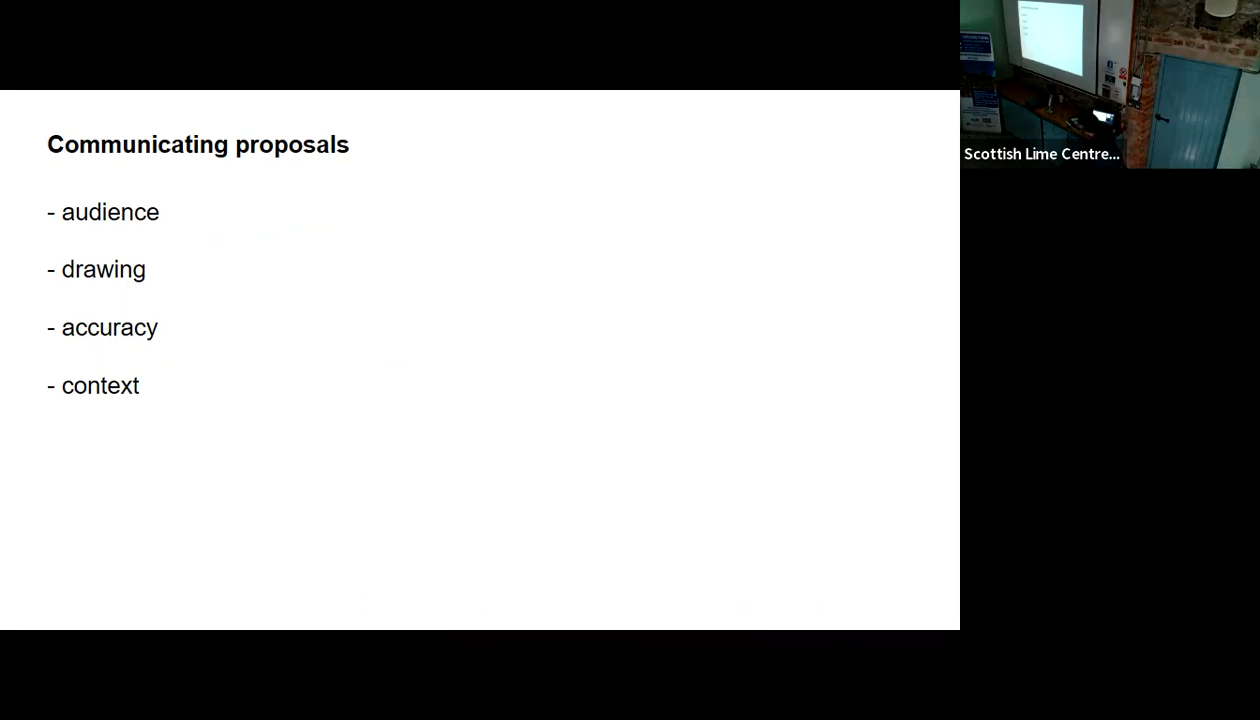 Communicating proposals
- audience
- drawing
- accuracy
- context
Scottish Lime Centre...